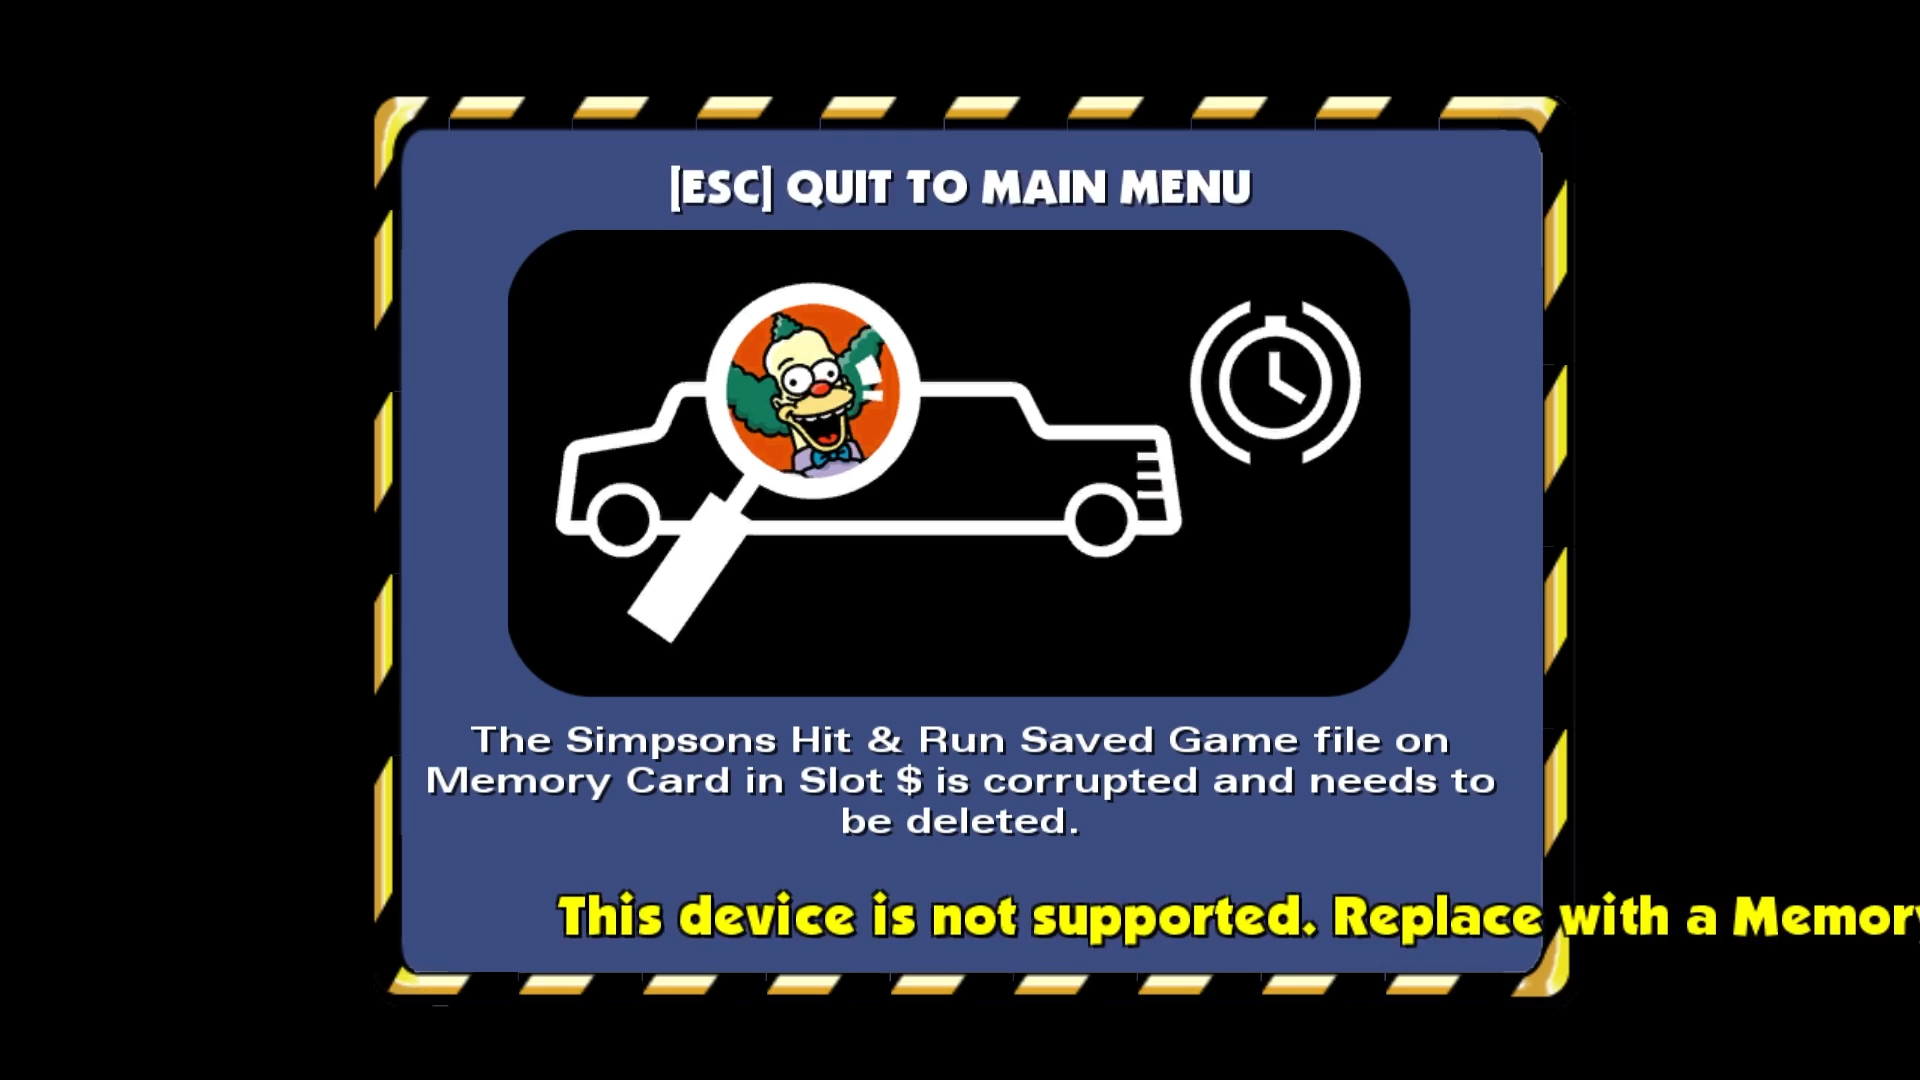 [ESC] QUIT TO MAIN MENU
The Simpsons Hit & Run Saved Game file on
Memory Card in Slot $ is corrupted and needs to
be deleted.
This device is not supported. Replace with a Memory